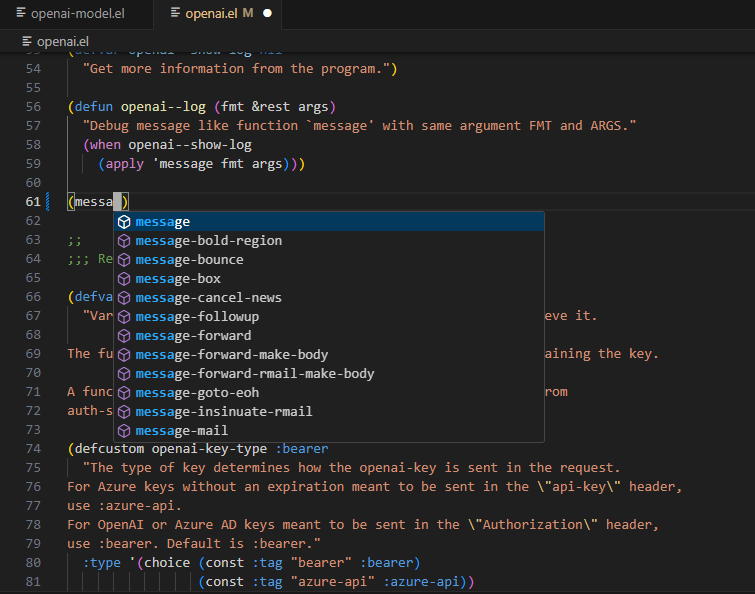 openai-model.el openai.el M
openai.el
54 "Get more information from the program.")
55
56 (defun openai--log (fmt &rest args)
57 "Debug message like function `message' with same argument FMT and ARGS."
58 (when openai--show-log
59 (apply 'message fmt args)))
60
61 (messa)
62 message
63 ;; message-bold-region
64 ;;; Re message-bounce
65 message-box
66 (defva message-cancel-news
67 "Var message-followup eve it.
68 message-forward
69 The fu message-forward-make-body aining the key.
70 message-forward-rmail-make-body
71 A func message-goto-eoh rom
72 auth-s message-insinuate-rmail
73 message-mail
74 (defcustom openai-key-type :bearer
75 "The type of key determines how the openai-key is sent in the request.
76 For Azure keys without an expiration meant to be sent in the \"api-key\" header,
77 use :azure-api.
78 For OpenAI or Azure AD keys meant to be sent in the \"Authorization\" header,
79 use :bearer. Default is :bearer."
80 :type '(choice (const :tag "bearer" :bearer)
81 (const :tag "azure-api" :azure-api))